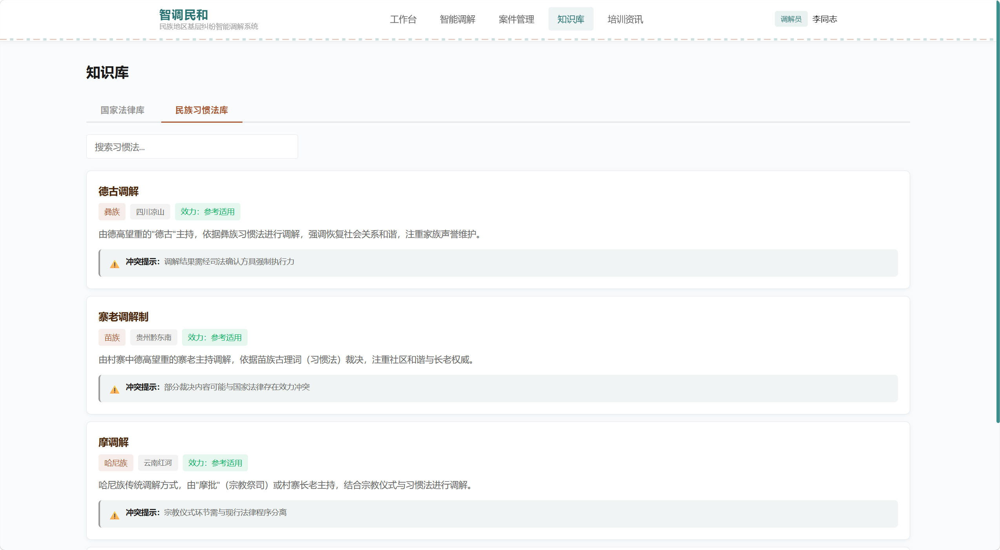 智调民和
民族地区基层纠纷智能调解系统
工作台 智能调解 案件管理 知识库 培训资讯
调解员 李同志
知识库
国家法律库 民族习惯法库
搜索习惯法...
德古调解
彝族 四川凉山 效力：参考适用
由德高望重的"德古"主持，依据彝族习惯法进行调解，强调恢复社会关系和谐，注重家族声誉维护。
冲突提示：调解结果需经司法确认方具强制执行力
寨老调解制
苗族 贵州黔东南 效力：参考适用
由村寨中德高望重的寨老主持调解，依据苗族古理词（习惯法）裁决，注重社区和谐与长老权威。
冲突提示：部分裁决内容可能与国家法律存在效力冲突
摩调解
哈尼族 云南红河 效力：参考适用
哈尼族传统调解方式，由"摩批"（宗教祭司）或村寨长老主持，结合宗教仪式与习惯法进行调解。
冲突提示：宗教仪式环节需与现行法律程序分离